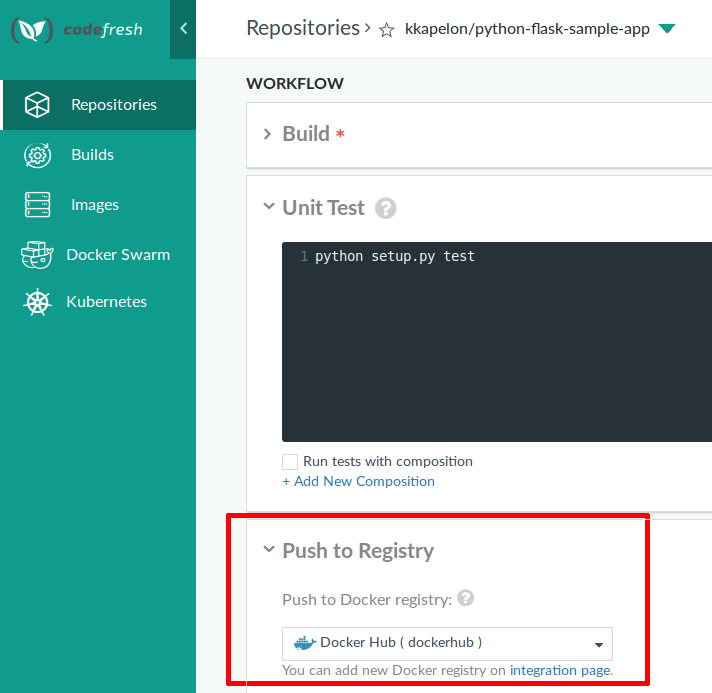 codefresh
Repositories
Builds
Images
Docker Swarm
Kubernetes
Repositories > ☆ kkapelon/python-flask-sample-app
WORKFLOW
Build *
Unit Test ?
1 python setup.py test
Run tests with composition
+ Add New Composition
Push to Registry
Push to Docker registry: ?
Docker Hub ( dockerhub )
You can add new Docker registry on integration page.